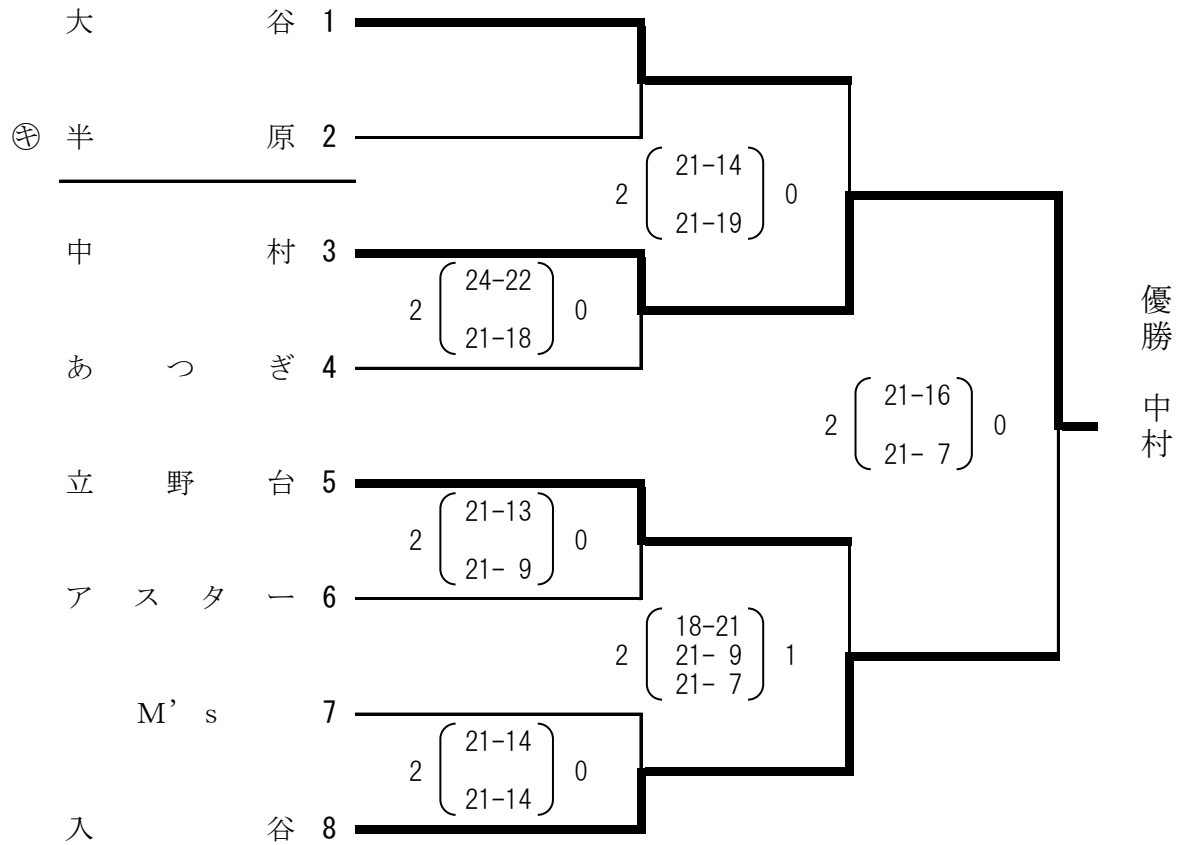 大谷 1
㋖ 半原 2
2 21-14 0
21-19
中村 3
2 24-22 0
21-18
あつぎ 4
優勝 中村
2 21-16 0
21- 7
立野台 5
2 21-13 0
21- 9
アスター 6
2 18-21 1
21- 9
21- 7
M’s 7
2 21-14 0
21-14
入谷 8